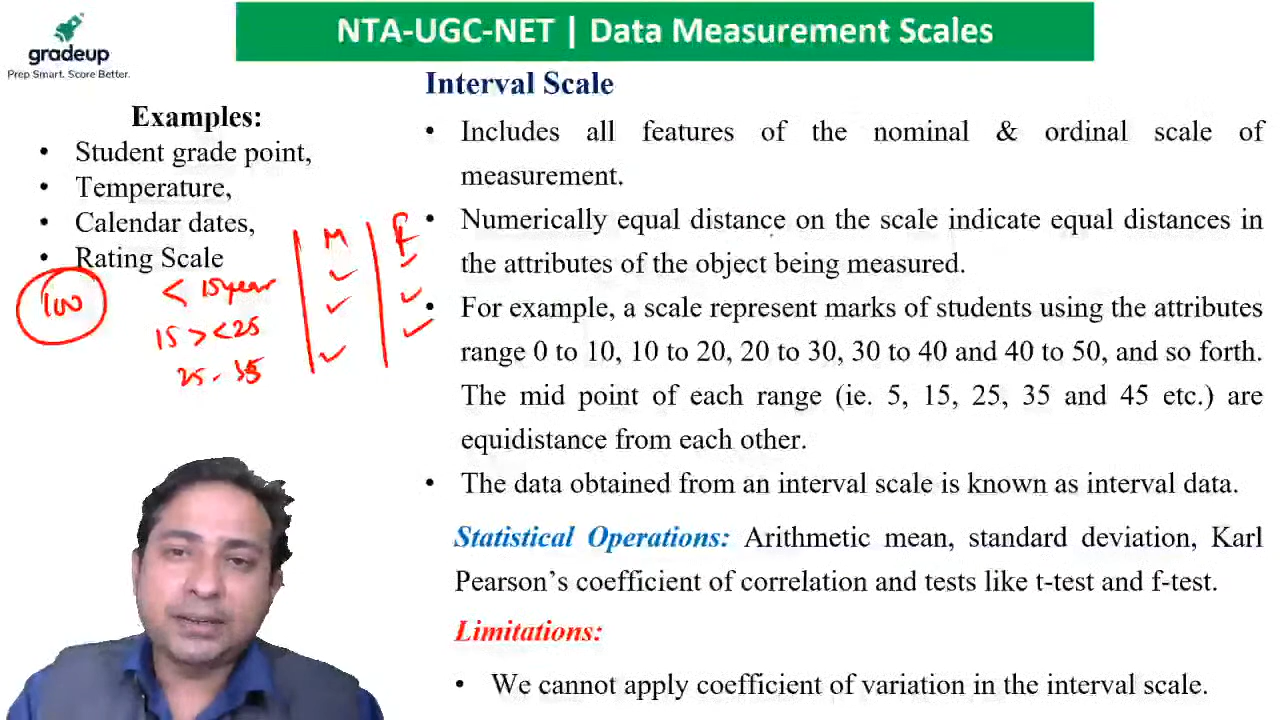 gradeup
Prep Smart. Score Better.
NTA-UGC-NET | Data Measurement Scales
Examples:
• Student grade point,
• Temperature,
• Calendar dates,
• Rating Scale
100
M F
< 15 year
15 > < 25
25 - 35
Interval Scale
• Includes all features of the nominal & ordinal scale of
measurement.
• Numerically equal distance on the scale indicate equal distances in
the attributes of the object being measured.
• For example, a scale represent marks of students using the attributes
range 0 to 10, 10 to 20, 20 to 30, 30 to 40 and 40 to 50, and so forth.
The mid point of each range (ie. 5, 15, 25, 35 and 45 etc.) are
equidistance from each other.
• The data obtained from an interval scale is known as interval data.
Statistical Operations: Arithmetic mean, standard deviation, Karl
Pearson’s coefficient of correlation and tests like t-test and f-test.
Limitations:
• We cannot apply coefficient of variation in the interval scale.